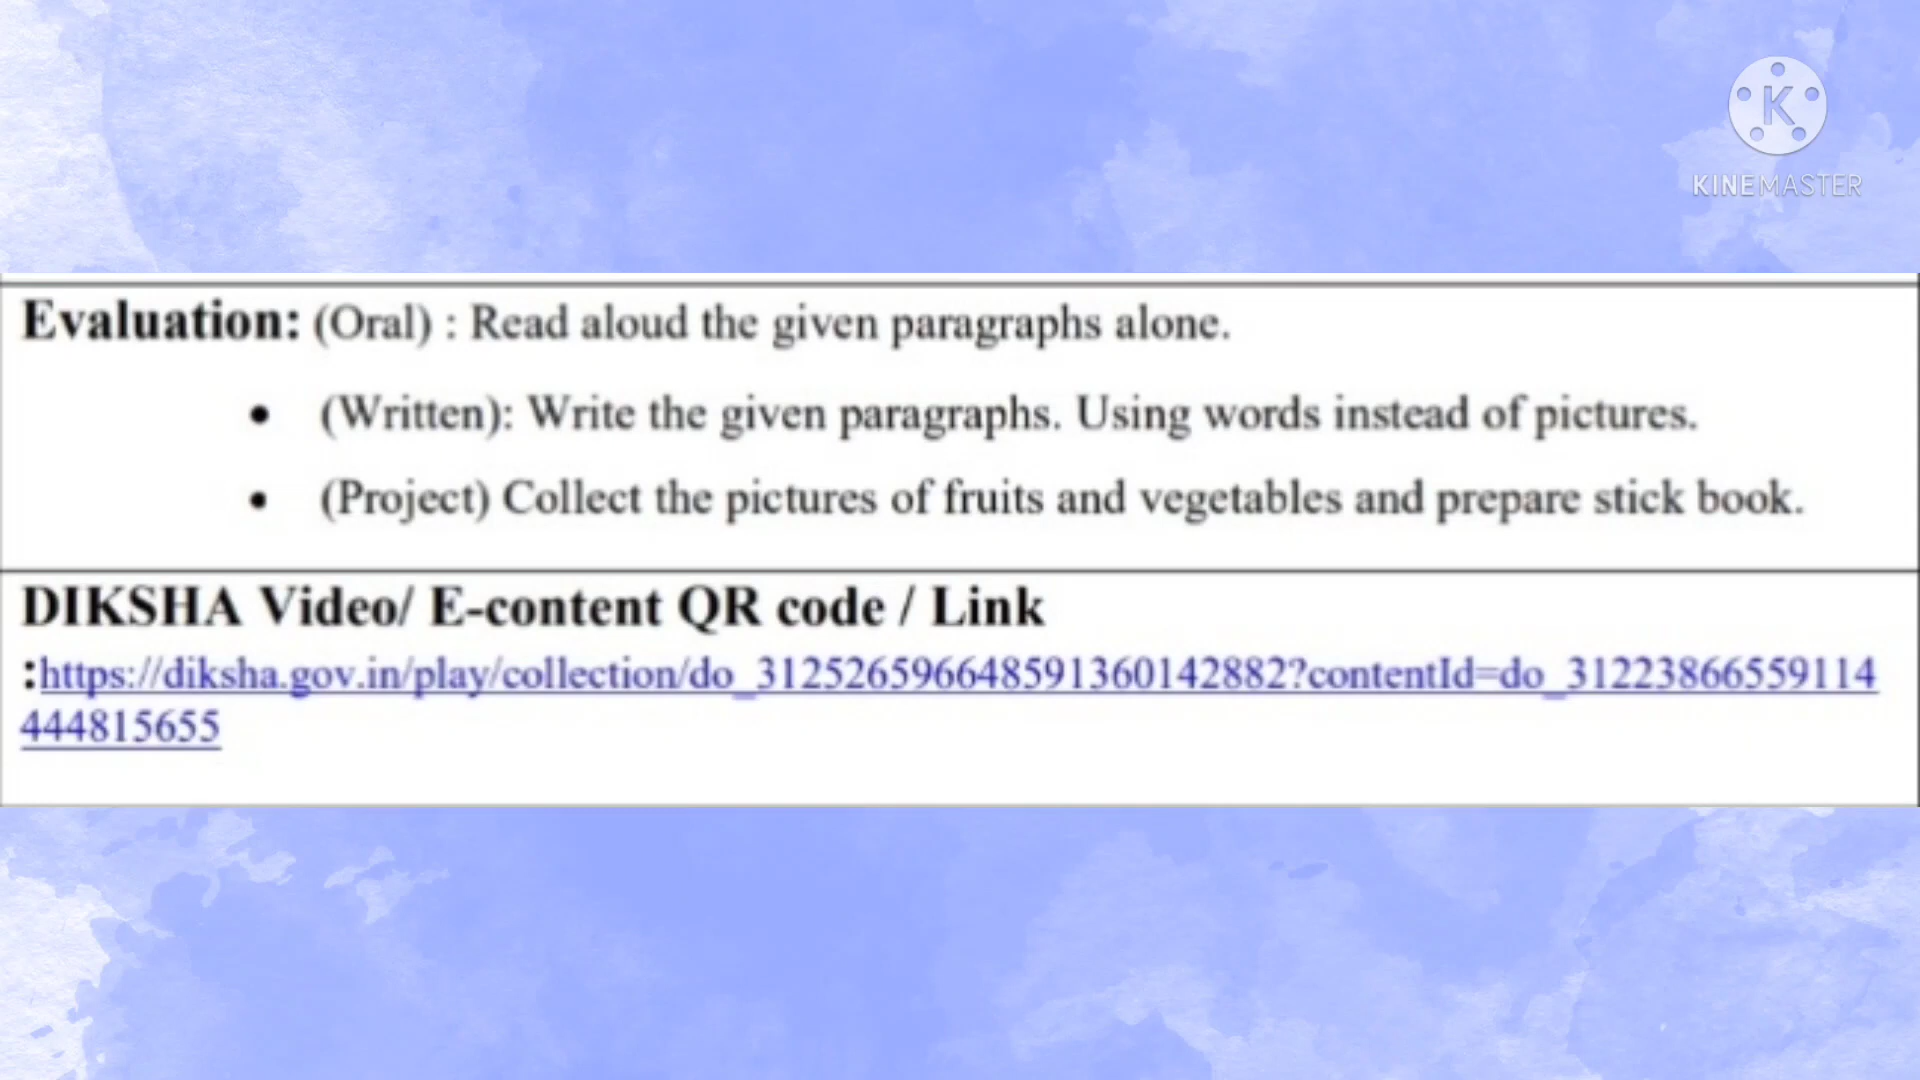 KINEMASTER
Evaluation: (Oral) : Read aloud the given paragraphs alone.
• (Written): Write the given paragraphs. Using words instead of pictures.
• (Project) Collect the pictures of fruits and vegetables and prepare stick book.
DIKSHA Video/ E-content QR code / Link
:https://diksha.gov.in/play/collection/do_312526596648591360142882?contentId=do_31223866559114
444815655